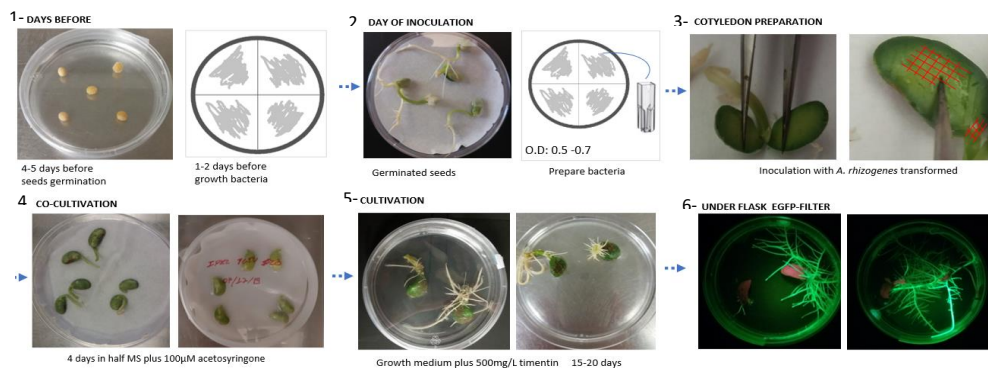 1- DAYS BEFORE
2 DAY OF INOCULATION
3- COTYLEDON PREPARATION
O.D: 0.5 -0.7
4-5 days before
seeds germination
1-2 days before
growth bacteria
Germinated seeds
Prepare bacteria
Inoculation with A. rhizogenes transformed
4 CO-CULTIVATION
5- CULTIVATION
6- UNDER FLASK EGFP-FILTER
4 days in half MS plus 100µM acetosyringone
Growth medium plus 500mg/L timentin 15-20 days